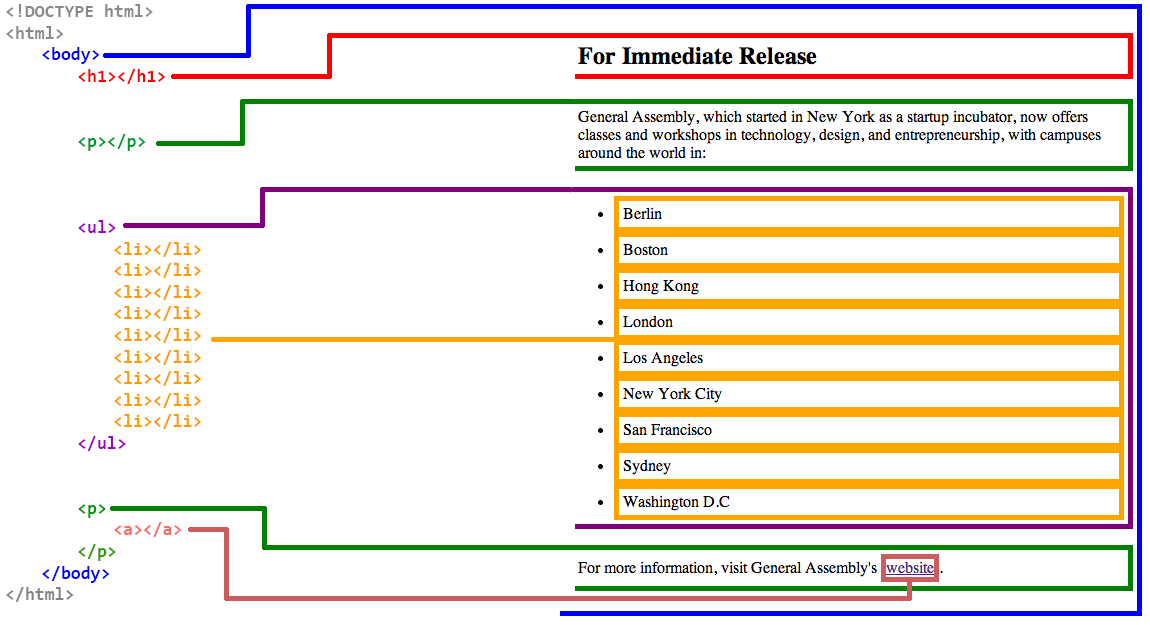 <!DOCTYPE html>
<html>
<body>
<h1></h1>
For Immediate Release
<p></p>
General Assembly, which started in New York as a startup incubator, now offers
classes and workshops in technology, design, and entrepreneurship, with campuses
around the world in:
<ul>
<li></li>
<li></li>
<li></li>
<li></li>
<li></li>
<li></li>
<li></li>
<li></li>
<li></li>
</ul>
• Berlin
• Boston
• Hong Kong
• London
• Los Angeles
• New York City
• San Francisco
• Sydney
• Washington D.C
<p>
<a></a>
</p>
For more information, visit General Assembly's website.
</body>
</html>